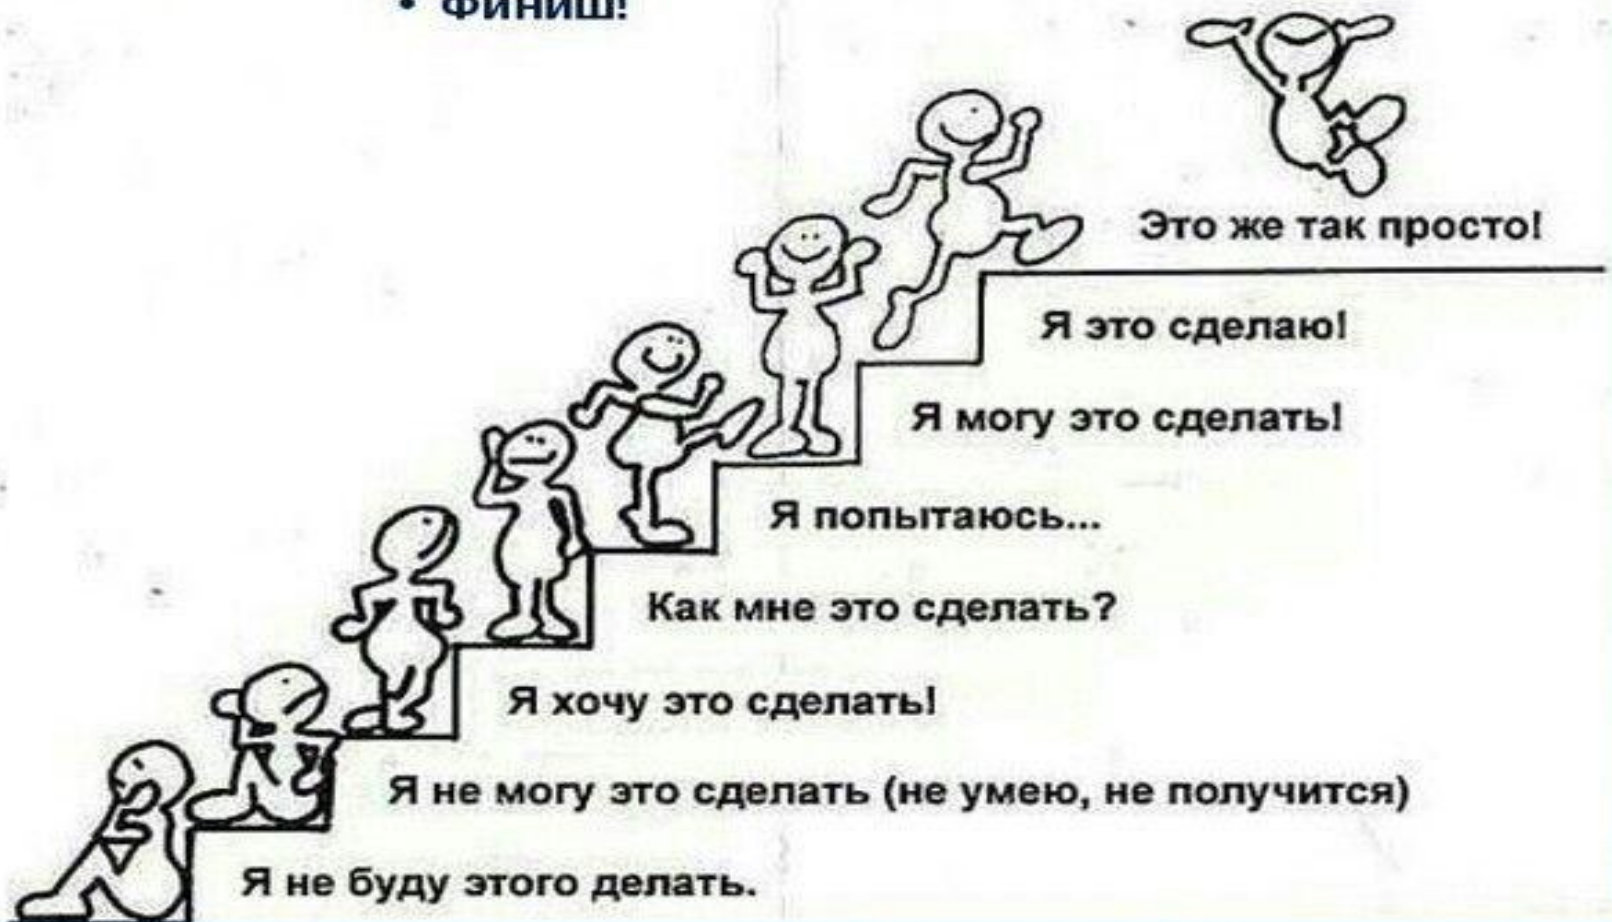 • ФИНИШ!
Это же так просто!
Я это сделаю!
Я могу это сделать!
Я попытаюсь...
Как мне это сделать?
Я хочу это сделать!
Я не могу это сделать (не умею, не получится)
Я не буду этого делать.